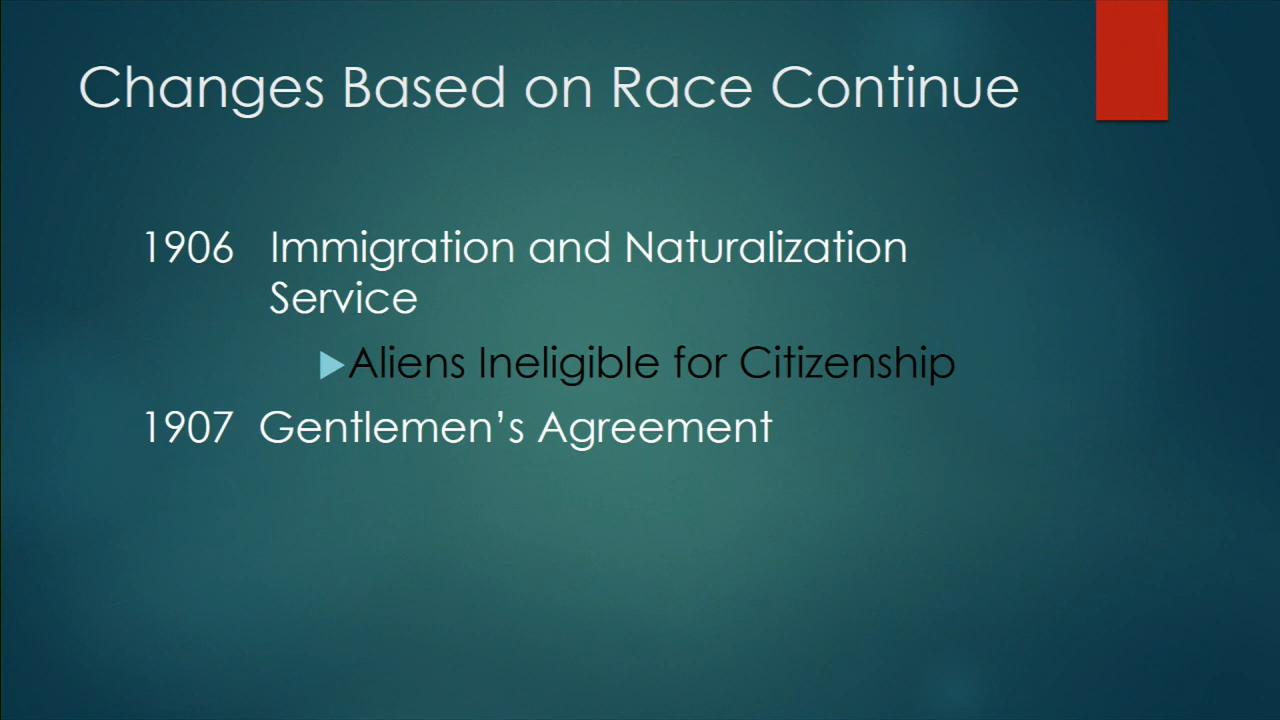 Changes Based on Race Continue
1906 Immigration and Naturalization
Service
Aliens Ineligible for Citizenship
1907 Gentlemen’s Agreement